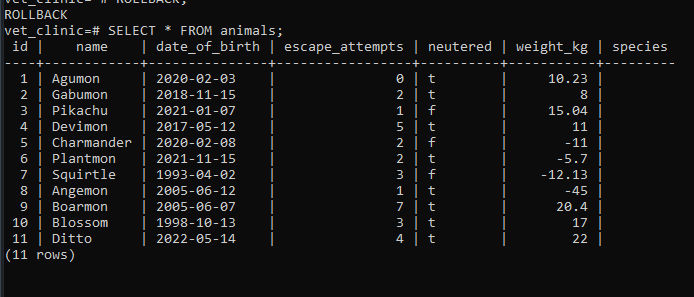 vet_clinic=*# ROLLBACK;
ROLLBACK
vet_clinic=# SELECT * FROM animals;
 id |    name    | date_of_birth | escape_attempts | neutered | weight_kg | species
----+------------+---------------+-----------------+----------+-----------+---------
  1 | Agumon     | 2020-02-03    |               0 | t        |     10.23 |
  2 | Gabumon    | 2018-11-15    |               2 | t        |         8 |
  3 | Pikachu    | 2021-01-07    |               1 | f        |     15.04 |
  4 | Devimon    | 2017-05-12    |               5 | t        |        11 |
  5 | Charmander | 2020-02-08    |               2 | f        |       -11 |
  6 | Plantmon   | 2021-11-15    |               2 | t        |      -5.7 |
  7 | Squirtle   | 1993-04-02    |               3 | f        |    -12.13 |
  8 | Angemon    | 2005-06-12    |               1 | t        |       -45 |
  9 | Boarmon    | 2005-06-07    |               7 | t        |      20.4 |
 10 | Blossom    | 1998-10-13    |               3 | t        |        17 |
 11 | Ditto      | 2022-05-14    |               4 | t        |        22 |
(11 rows)